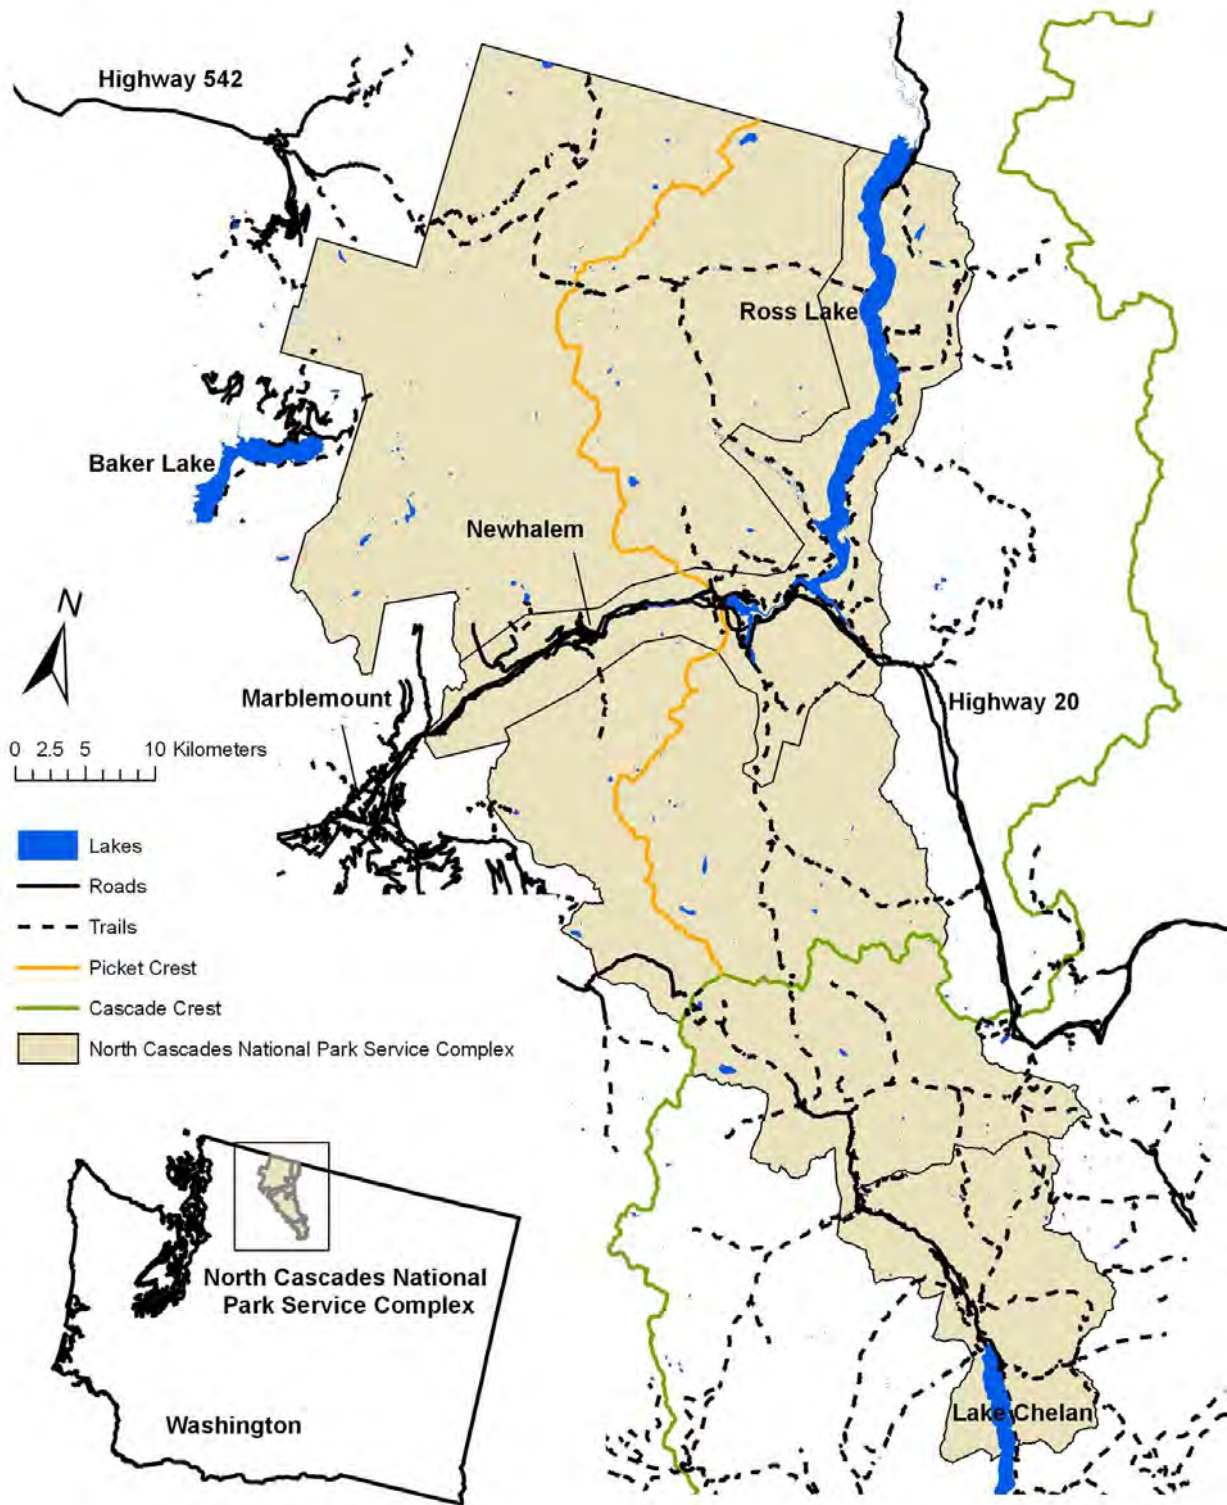 Highway 542
Ross Lake
Baker Lake
Newhalem
N
Marblemount
Highway 20
0 2.5 5 10 Kilometers
Lakes
Roads
Trails
Picket Crest
Cascade Crest
North Cascades National Park Service Complex
North Cascades National
Park Service Complex
Washington
Lake Chelan